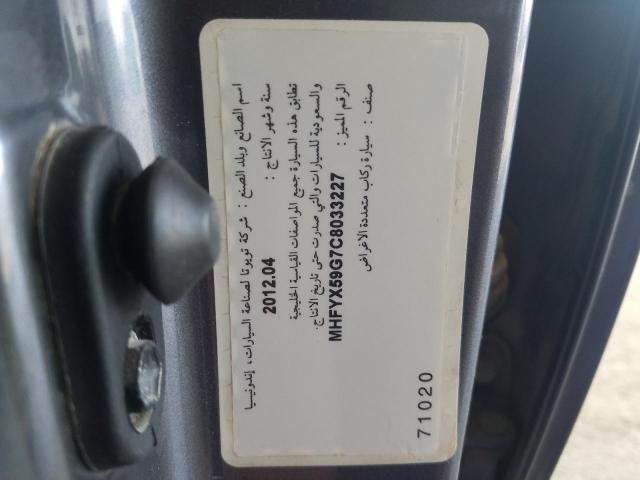 اسم الصانع وبلد الصنع : شركة تويوتا لصناعة السيارات ، إندونيسيا
سنة وشهر الانتاج : 2012.04
تطابق هذه السيارة جميع المواصفات القياسية الخليجية
والسعودية للسيارات والتي صدرت حتى تاريخ الانتاج.
الرقم المميز : MHFYX59G7C8033227
صنف : سيارة ركاب متعددة الاغراض
71020